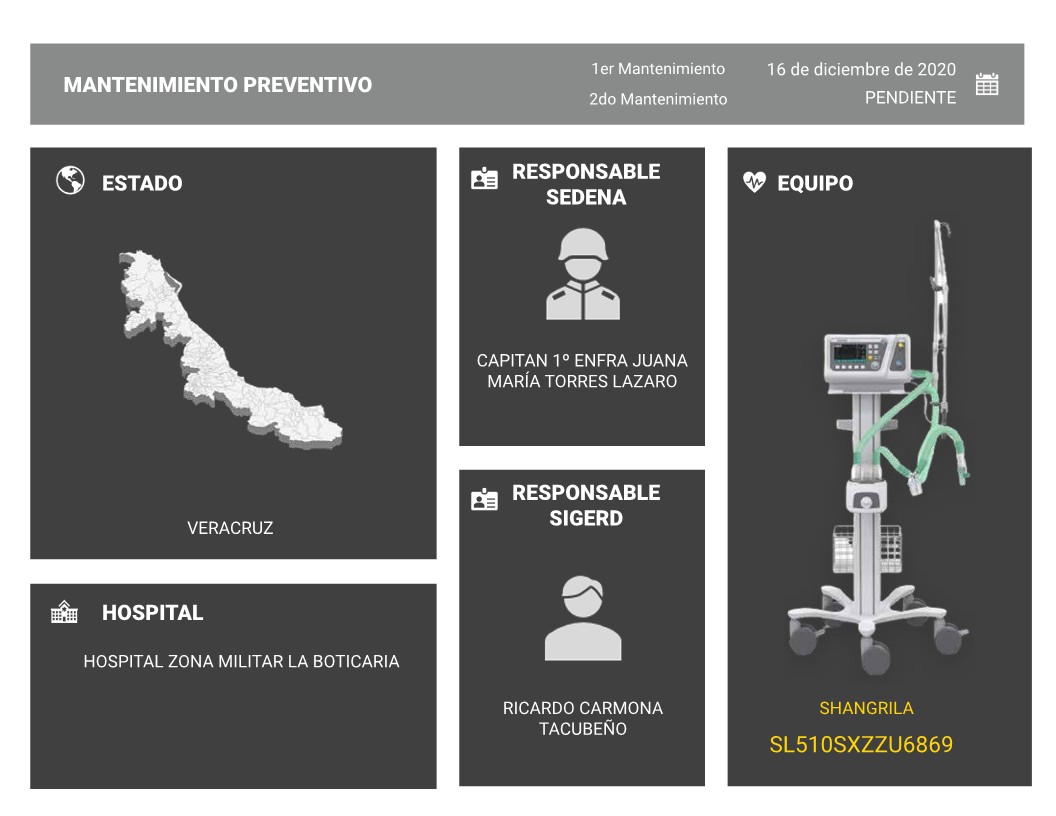 MANTENIMIENTO PREVENTIVO
1er Mantenimiento
16 de diciembre de 2020
2do Mantenimiento
PENDIENTE
ESTADO
VERACRUZ
HOSPITAL
HOSPITAL ZONA MILITAR LA BOTICARIA
RESPONSABLE
SEDENA
CAPITAN 1º ENFRA JUANA
MARÍA TORRES LAZARO
RESPONSABLE
SIGERD
RICARDO CARMONA
TACUBEÑO
EQUIPO
SHANGRILA
SL510SXZZU6869